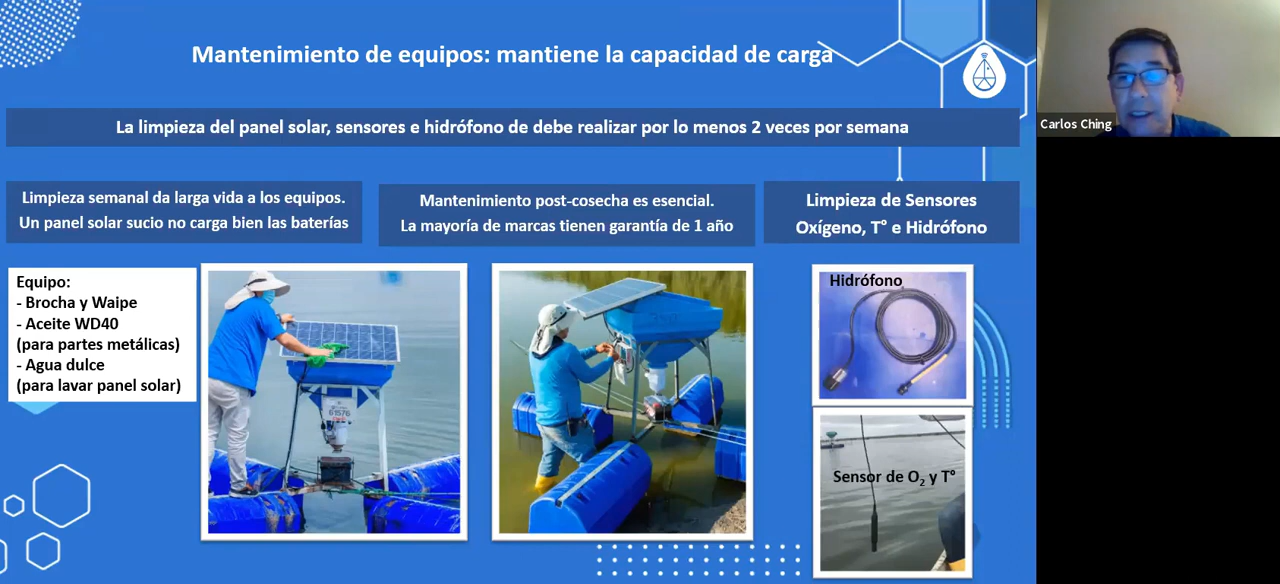 Mantenimiento de equipos: mantiene la capacidad de carga
La limpieza del panel solar, sensores e hidrófono de debe realizar por lo menos 2 veces por semana
Limpieza semanal da larga vida a los equipos.
Un panel solar sucio no carga bien las baterías
Mantenimiento post-cosecha es esencial.
La mayoría de marcas tienen garantía de 1 año
Limpieza de Sensores
Oxígeno, T° e Hidrófono
Equipo:
- Brocha y Waipe
- Aceite WD40
(para partes metálicas)
- Agua dulce
(para lavar panel solar)
61576
Hidrófono
Sensor de O₂ y T°
Carlos Ching